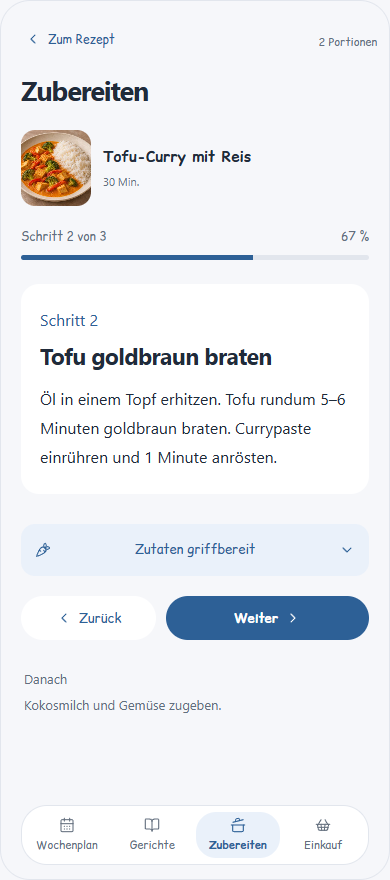 Zum Rezept
2 Portionen
Zubereiten
Tofu-Curry mit Reis
30 Min.
Schritt 2 von 3
67 %
Schritt 2
Tofu goldbraun braten
Öl in einem Topf erhitzen. Tofu rundum 5–6
Minuten goldbraun braten. Currypaste
einrühren und 1 Minute anrösten.
Zutaten griffbereit
Zurück
Weiter
Danach
Kokosmilch und Gemüse zugeben.
Wochenplan
Gerichte
Zubereiten
Einkauf